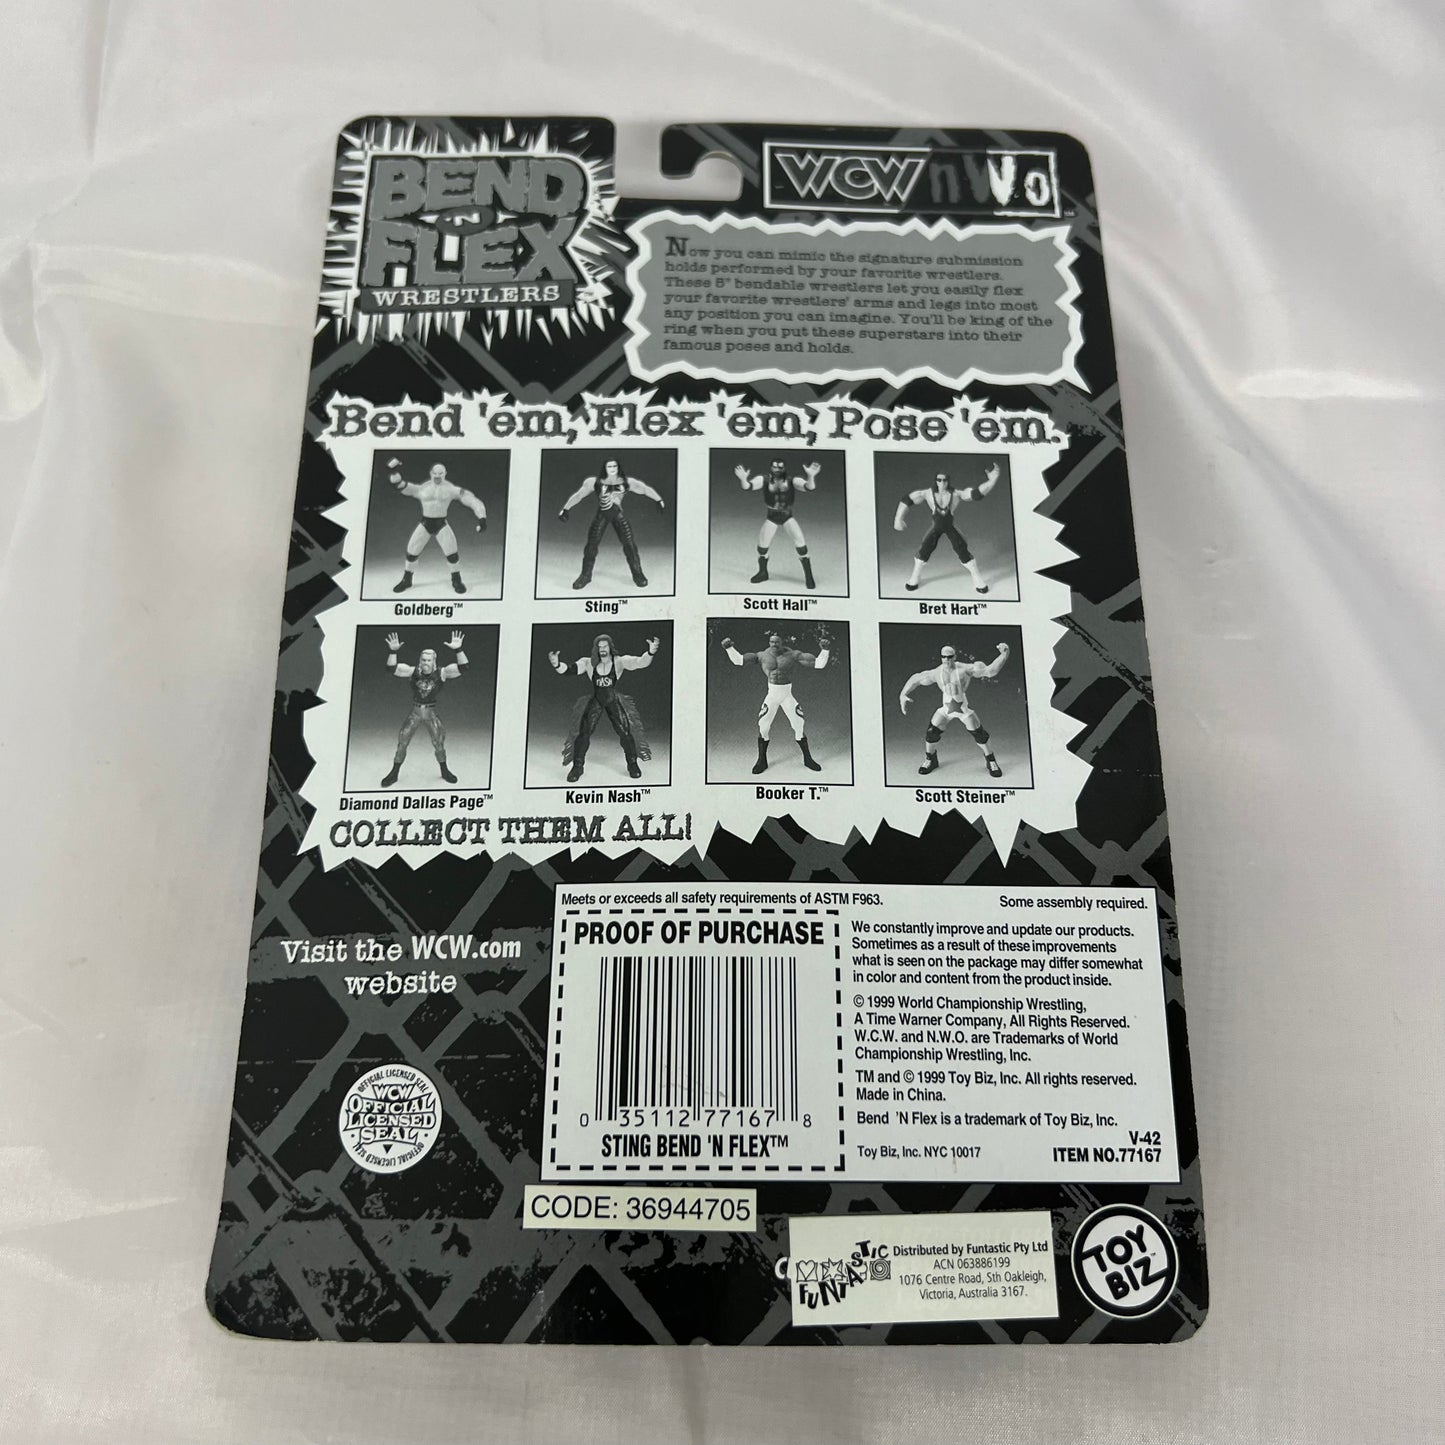 BEND
'N
FLEX
WRESTLERS
WCW nWo
Now you can mimic the signature submission
holds performed by your favorite wrestlers.
These 5" bendable wrestlers let you easily flex
your favorite wrestlers' arms and legs into most
any position you can imagine. You'll be king of the
ring when you put these superstars into their
famous poses and holds.
Bend 'em, Flex 'em, Pose 'em.
Goldberg™
Sting™
Scott Hall™
Bret Hart™
NASH
Diamond Dallas Page™
Kevin Nash™
Booker T.™
Scott Steiner™
COLLECT THEM ALL!
Visit the WCW.com
website
OFFICIAL LICENSED SEAL
WCW
OFFICIAL
LICENSED
SEAL
OFFICIAL LICENSED SEAL
Meets or exceeds all safety requirements of ASTM F963.
Some assembly required.
PROOF OF PURCHASE
0 35112 77167 8
STING BEND 'N FLEX™
We constantly improve and update our products.
Sometimes as a result of these improvements
what is seen on the package may differ somewhat
in color and content from the product inside.
© 1999 World Championship Wrestling,
A Time Warner Company, All Rights Reserved.
W.C.W. and N.W.O. are Trademarks of World
Championship Wrestling, Inc.
TM and © 1999 Toy Biz, Inc. All rights reserved.
Made in China.
Bend 'N Flex is a trademark of Toy Biz, Inc.
V-42
Toy Biz, Inc. NYC 10017
ITEM NO.77167
CODE: 36944705
FUNTASTIC
Distributed by Funtastic Pty Ltd
ACN 063886199
1076 Centre Road, Sth Oakleigh,
Victoria, Australia 3167.
TOY
BIZ™